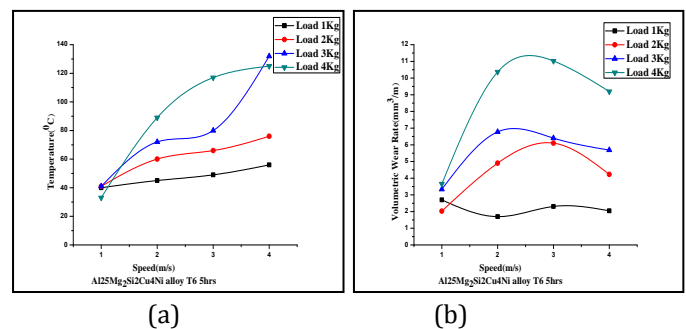 Load 1Kg
Load 2Kg
Load 3Kg
Load 4Kg
140
120
100
80
60
40
20
0
Temperature(⁰C)
1 2 3 4
Speed(m/s)
Al25Mg₂Si2Cu4Ni alloy T6 5hrs
(a)
Load 1Kg
Load 2Kg
Load 3Kg
Load 4Kg
12
11
10
9
8
7
6
5
4
3
2
1
0
Volumetric Wear Rate(mm³/m)
1 2 3 4
Speed(m/s)
Al25Mg₂Si2Cu4Ni alloy T6 5hrs
(b)